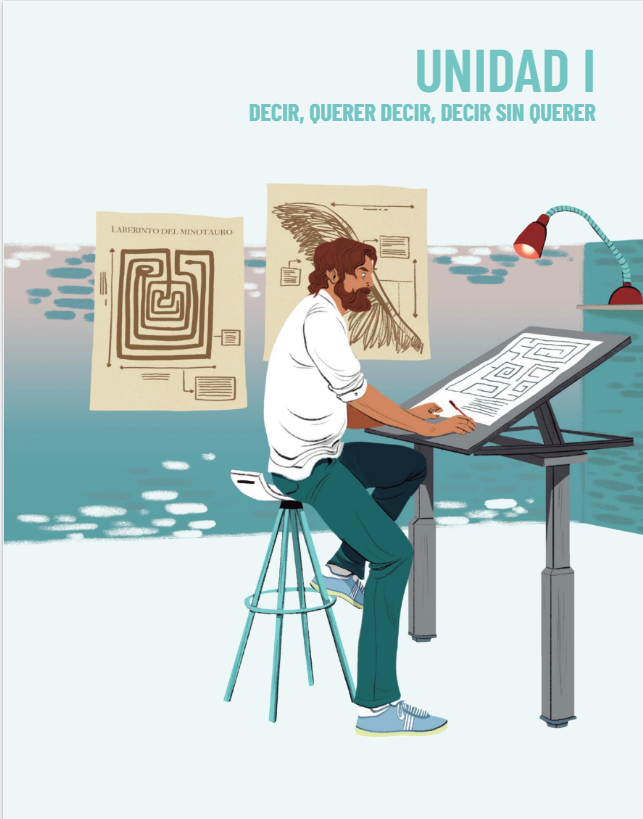 UNIDAD I
DECIR, QUERER DECIR, DECIR SIN QUERER
LABERINTO DEL MINOTAURO